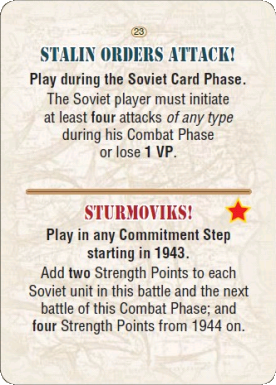 23
STALIN ORDERS ATTACK!
Play during the Soviet Card Phase.
The Soviet player must initiate
at least four attacks of any type
during his Combat Phase
or lose 1 VP.
STURMOVIKS!
Play in any Commitment Step
starting in 1943.
Add two Strength Points to each
Soviet unit in this battle and the next
battle of this Combat Phase; and
four Strength Points from 1944 on.